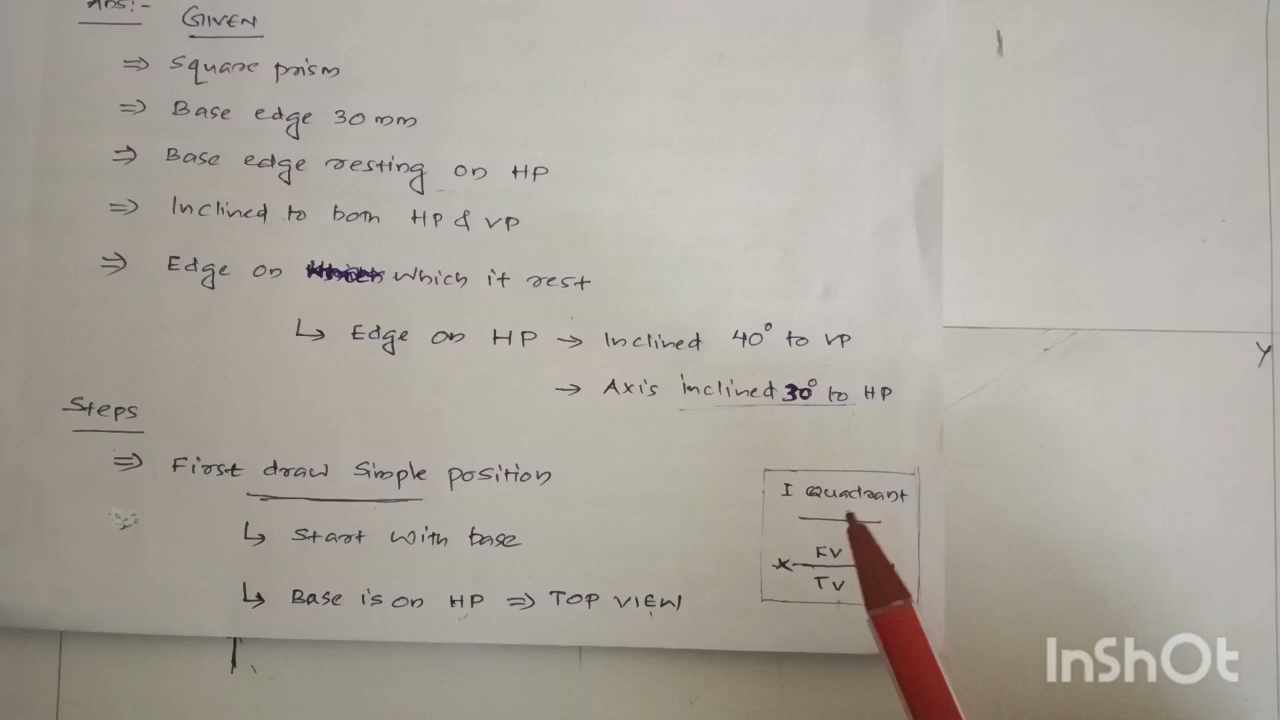 Ans:-
GIVEN
⇒ Square prism
⇒ Base edge 30 mm
⇒ Base edge resting on HP
⇒ Inclined to both HP & VP
⇒ Edge on which it rest
↳ Edge on HP → Inclined 40° to VP
→ Axis inclined 30° to HP
Y
Steps
⇒ First draw Simple position
I Quadrant
↳ Start with base
X FV
TV
↳ Base is on HP ⇒ TOP VIEW
InShOt